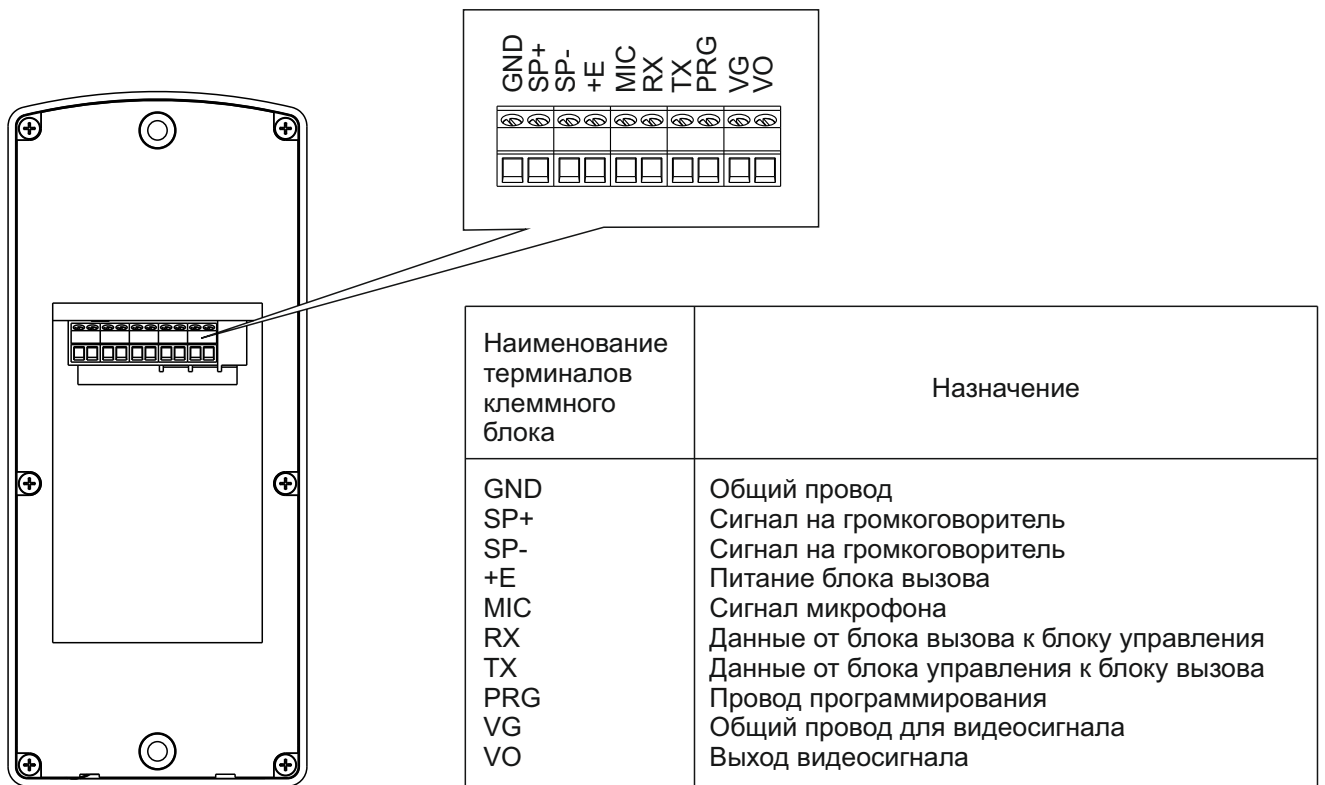 GND
SP+
SP-
+E
MIC
RX
TX
PRG
VG
VO
Наименование
терминалов
клеммного
блока
Назначение
GND Общий провод
SP+ Сигнал на громкоговоритель
SP- Сигнал на громкоговоритель
+E Питание блока вызова
MIC Сигнал микрофона
RX Данные от блока вызова к блоку управления
TX Данные от блока управления к блоку вызова
PRG Провод программирования
VG Общий провод для видеосигнала
VO Выход видеосигнала